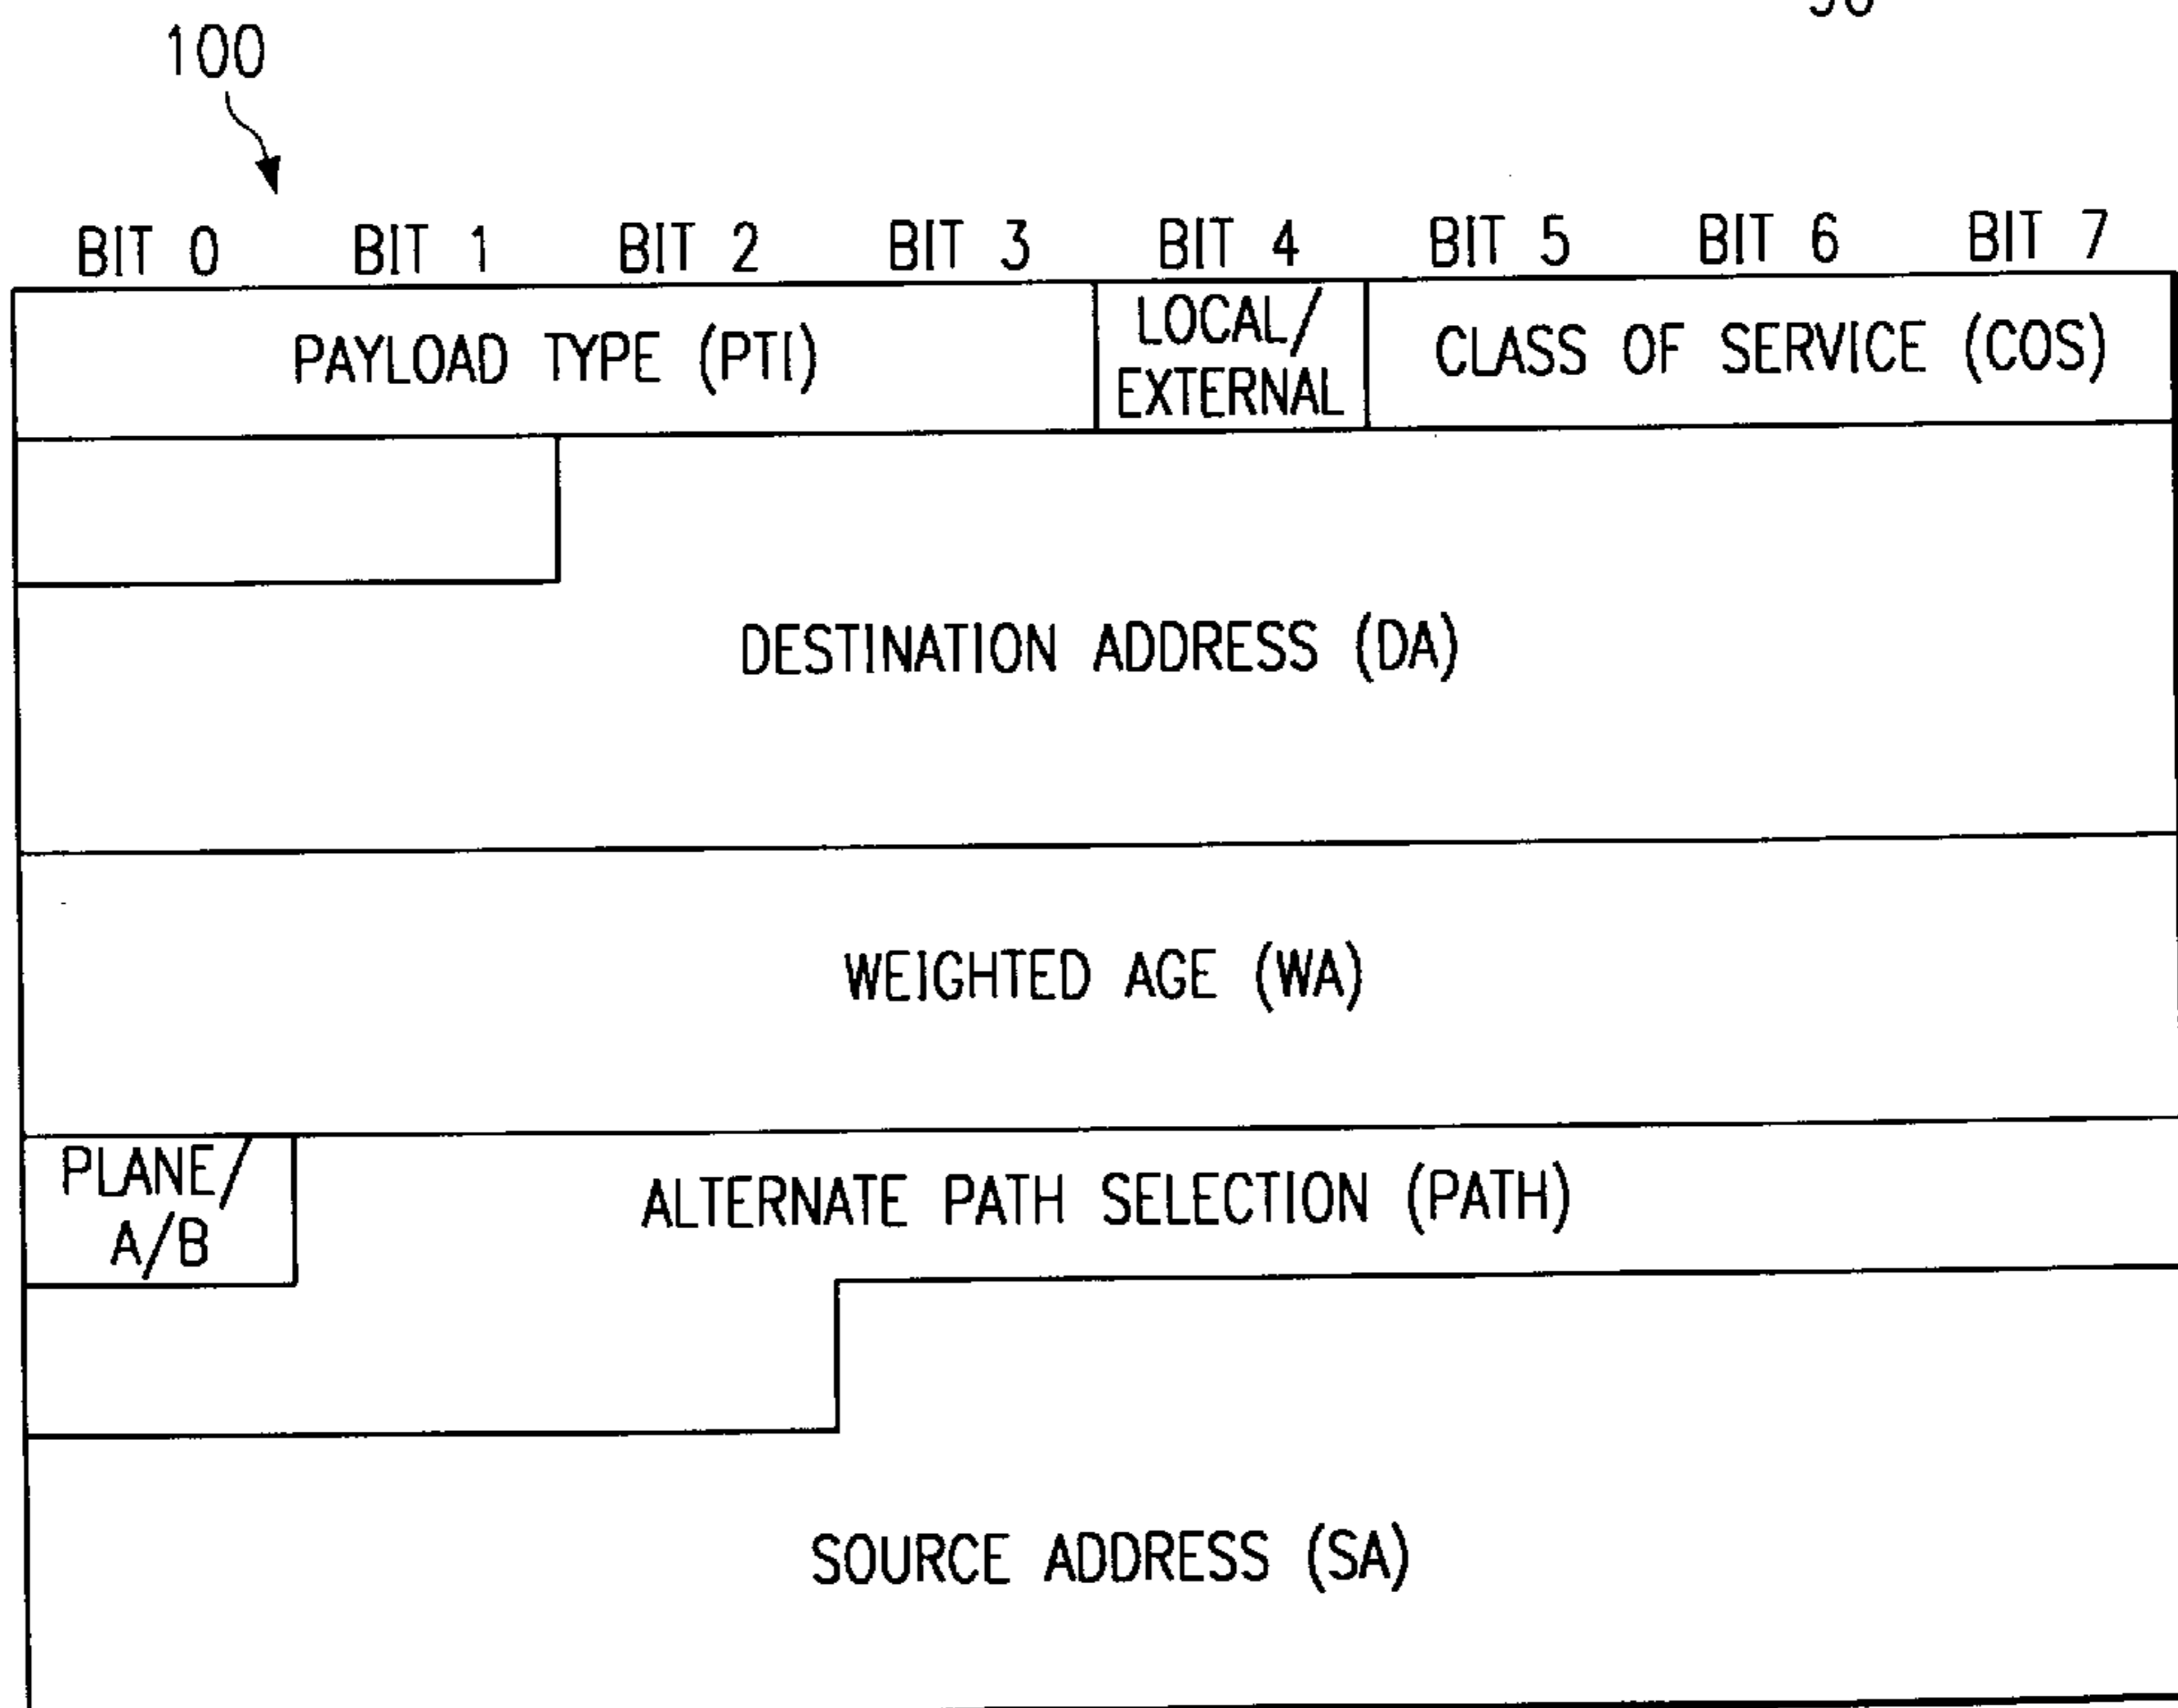 100
BIT 0 BIT 1 BIT 2 BIT 3 BIT 4 BIT 5 BIT 6 BIT 7
PAYLOAD TYPE (PTI)
LOCAL/
EXTERNAL
CLASS OF SERVICE (COS)
DESTINATION ADDRESS (DA)
WEIGHTED AGE (WA)
PLANE/
A/B
ALTERNATE PATH SELECTION (PATH)
SOURCE ADDRESS (SA)